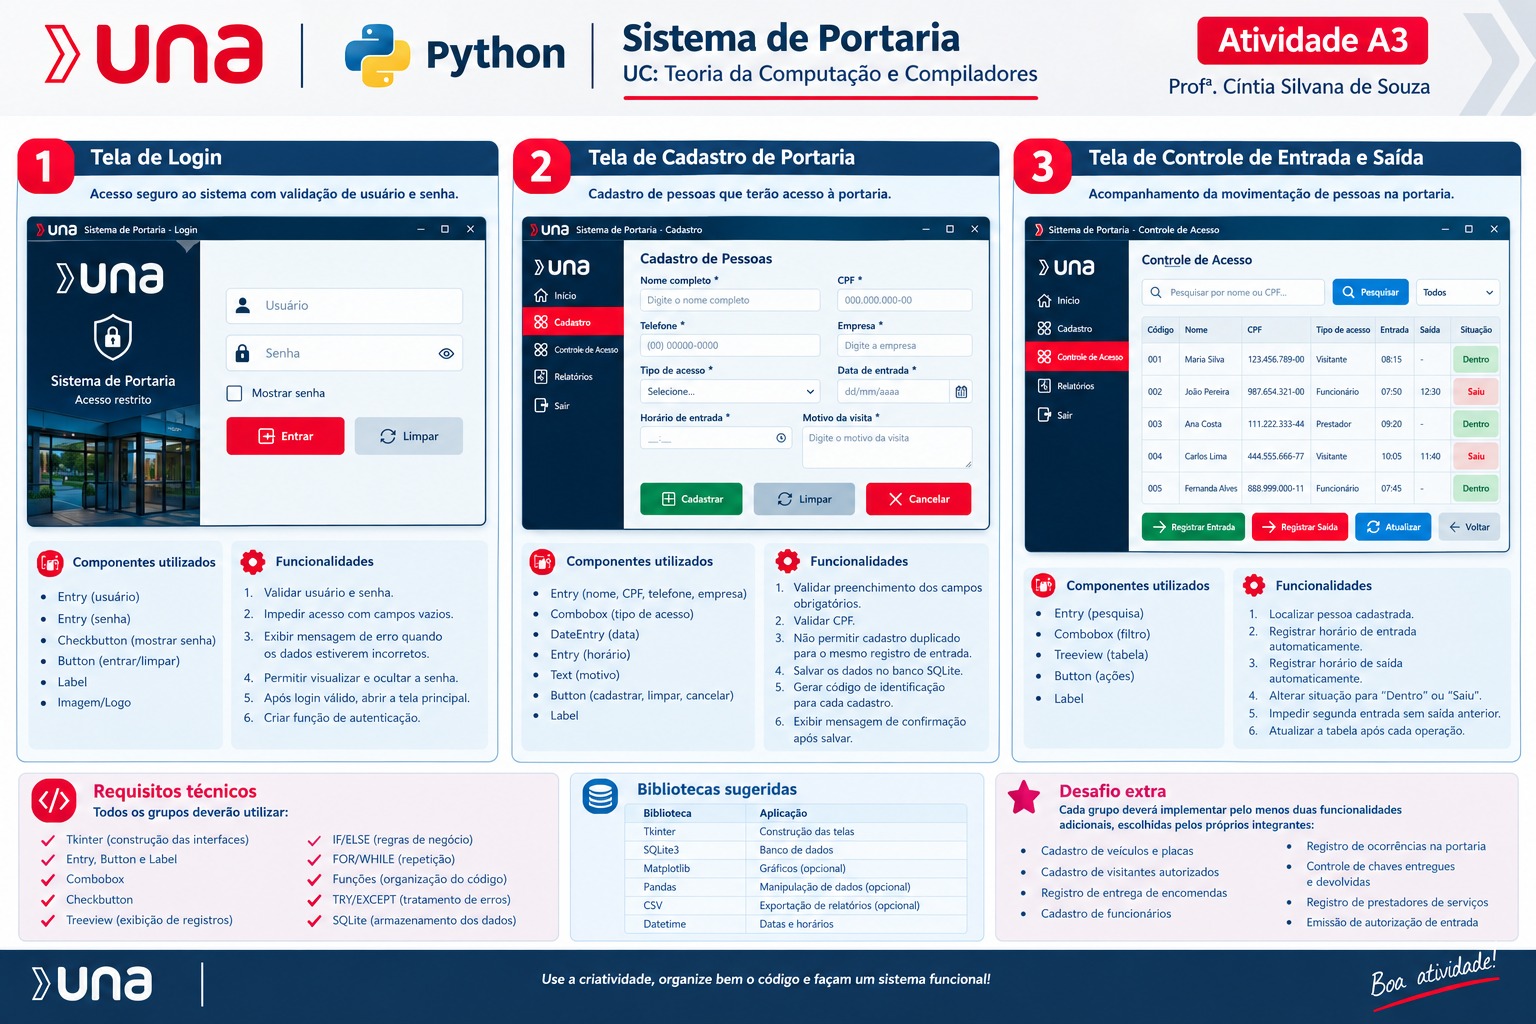 una
Python
Sistema de Portaria
UC: Teoria da Computação e Compiladores
Atividade A3
Profª. Cíntia Silvana de Souza
1
Tela de Login
Acesso seguro ao sistema com validação de usuário e senha.
una Sistema de Portaria - Login
una
Sistema de Portaria
Acesso restrito
Usuário
Senha
Mostrar senha
Entrar
Limpar
Componentes utilizados
• Entry (usuário)
• Entry (senha)
• Checkbutton (mostrar senha)
• Button (entrar/limpar)
• Label
• Imagem/Logo
Funcionalidades
1. Validar usuário e senha.
2. Impedir acesso com campos vazios.
3. Exibir mensagem de erro quando
os dados estiverem incorretos.
4. Permitir visualizar e ocultar a senha.
5. Após login válido, abrir a tela principal.
6. Criar função de autenticação.
2
Tela de Cadastro de Portaria
Cadastro de pessoas que terão acesso à portaria.
una Sistema de Portaria - Cadastro
una
Início
Cadastro
Controle de Acesso
Relatórios
Sair
Cadastro de Pessoas
Nome completo * CPF *
Digite o nome completo 000.000.000-00
Telefone * Empresa *
(00) 00000-0000 Digite a empresa
Tipo de acesso * Data de entrada *
Selecione... dd/mm/aaaa
Horário de entrada * Motivo da visita *
__:__ Digite o motivo da visita
Cadastrar
Limpar
Cancelar
Componentes utilizados
• Entry (nome, CPF, telefone, empresa)
• Combobox (tipo de acesso)
• DateEntry (data)
• Entry (horário)
• Text (motivo)
• Button (cadastrar, limpar, cancelar)
• Label
Funcionalidades
1. Validar preenchimento dos campos
obrigatórios.
2. Validar CPF.
3. Não permitir cadastro duplicado
para o mesmo registro de entrada.
4. Salvar os dados no banco SQLite.
5. Gerar código de identificação
para cada cadastro.
6. Exibir mensagem de confirmação
após salvar.
3
Tela de Controle de Entrada e Saída
Acompanhamento da movimentação de pessoas na portaria.
Sittema de Portaria - Controle de Acesso
una
Inicio
Cadastro
Controle de Acesso
Relatórios
Sair
Controle de Acesso
Pesquisar por nome ou CPF...
Pesquisar
Todos
Código Nome CPF Tipo de acesso Entrada Saída Situação
001 Maria Silva 123.456.789-00 Visitante 08:15 - Dentro
002 João Pereira 987.654.321-00 Funcionário 07:50 12:30 Saiu
003 Ana Costa 111.222.333-44 Prestador 09:20 - Dentro
004 Carlos Lima 444.555.666-77 Visitante 10:05 11:40 Saiu
005 Fernanda Alves 888.999.000-11 Funcionário 07:45 - Dentro
Registrar Entrada
Registrar Saída
Atualizar
Voltar
Componentes utilizados
• Entry (pesquisa)
• Combobox (filtro)
• Treeview (tabela)
• Button (ações)
• Label
Funcionalidades
1. Localizar pessoa cadastrada.
2. Registrar horário de entrada
automaticamente.
3. Registrar horário de saida
automaticamente.
4. Alterar situação para “Dentro” ou “Saiu”.
5. Impedir segunda entrada sem saída anterior.
6. Atualizar a tabela após cada operação.
Requisitos técnicos
Todos os grupos deverão utilizar:
Tkinter (construção das interfaces)
Entry, Button e Label
Combobox
Checkbutton
Treeview (exibição de registros)
IF/ELSE (regras de negócio)
FOR/WHILE (repetição)
Funções (organização do código)
TRY/EXCEPT (tratamento de erros)
SQLite (armazenamento dos dados)
Bibliotecas sugeridas
Biblioteca Aplicação
Tkinter Construção das telas
SQLite3 Banco de dados
Matplotlib Gráficos (opcional)
Pandas Manipulação de dados (opcional)
CSV Exportação de relatórios (opcional)
Datetime Datas e horários
Desafio extra
Cada grupo deverá implementar pelo menos duas funcionalidades
adicionais, escolhidas pelos próprios integrantes:
• Cadastro de veículos e placas
• Cadastro de visitantes autorizados
• Registro de entrega de encomendas
• Cadastro de funcionários
• Registro de ocorrências na portaria
• Controle de chaves entregues
e devolvidas
• Registro de prestadores de serviços
• Emissão de autorização de entrada
una
Use a criatividade, organize bem o código e façam um sistema funcional!
Boa atividade!